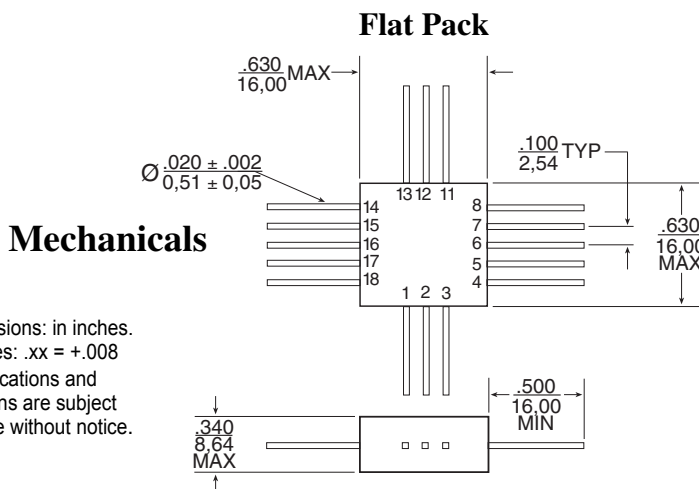 Flat Pack
.630
16,00 MAX
.100
2,54 TYP
Ø .020 ± .002
0,51 ± 0,05
13 12 11
14 8
15 7
16 6
17 5
18 4
1 2 3
.630
16,00
MAX
Mechanicals
sions: in inches.
es: .xx = +.008
cations and
ns are subject
e without notice.
.340
8,64
MAX
.500
16,00
MIN